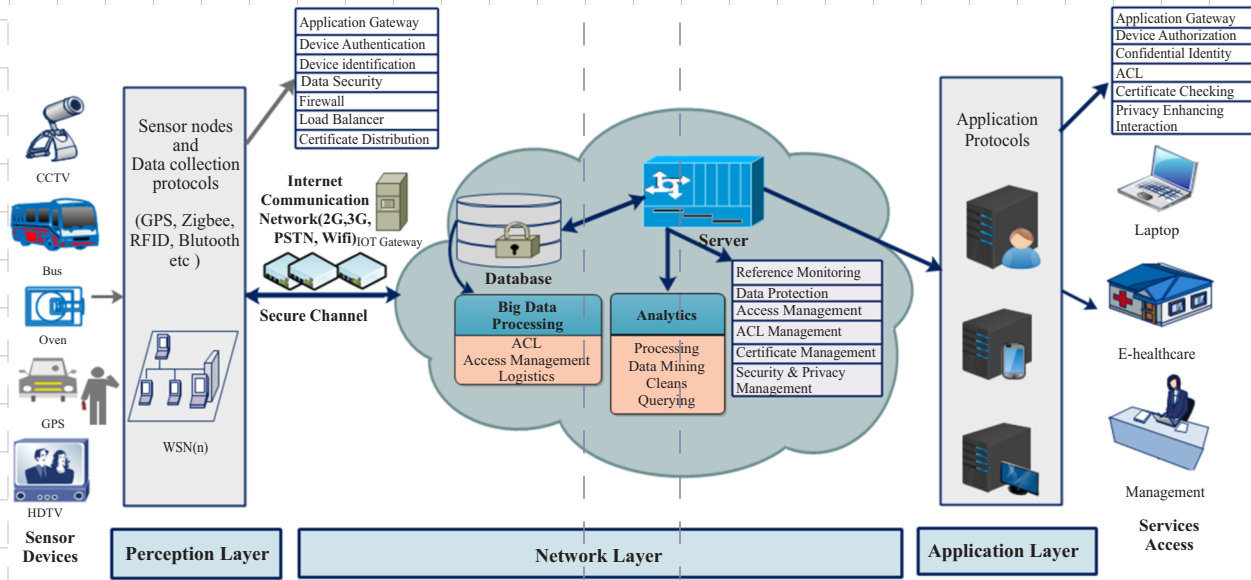 CCTV
Bus
Oven
GPS
HDTV
Sensor
Devices
Sensor nodes
and
Data collection
protocols
(GPS, Zigbee,
RFID, Blutooth
etc )
WSN(n)
Perception Layer
Application Gateway
Device Authentication
Device identification
Data Security
Firewall
Load Balancer
Certificate Distribution
Internet
Communication
Network(2G,3G,
PSTN, Wifi)
IOT Gateway
Secure Channel
Database
Server
Big Data
Processing
ACL
Access Management
Logistics
Analytics
Processing
Data Mining
Cleans
Querying
Reference Monitoring
Data Protection
Access Management
ACL Management
Certificate Management
Security & Privacy
Management
Network Layer
Application
Protocols
Application Layer
Application Gateway
Device Authorization
Confidential Identity
ACL
Certificate Checking
Privacy Enhancing
Interaction
Laptop
E-healthcare
Management
Services
Access